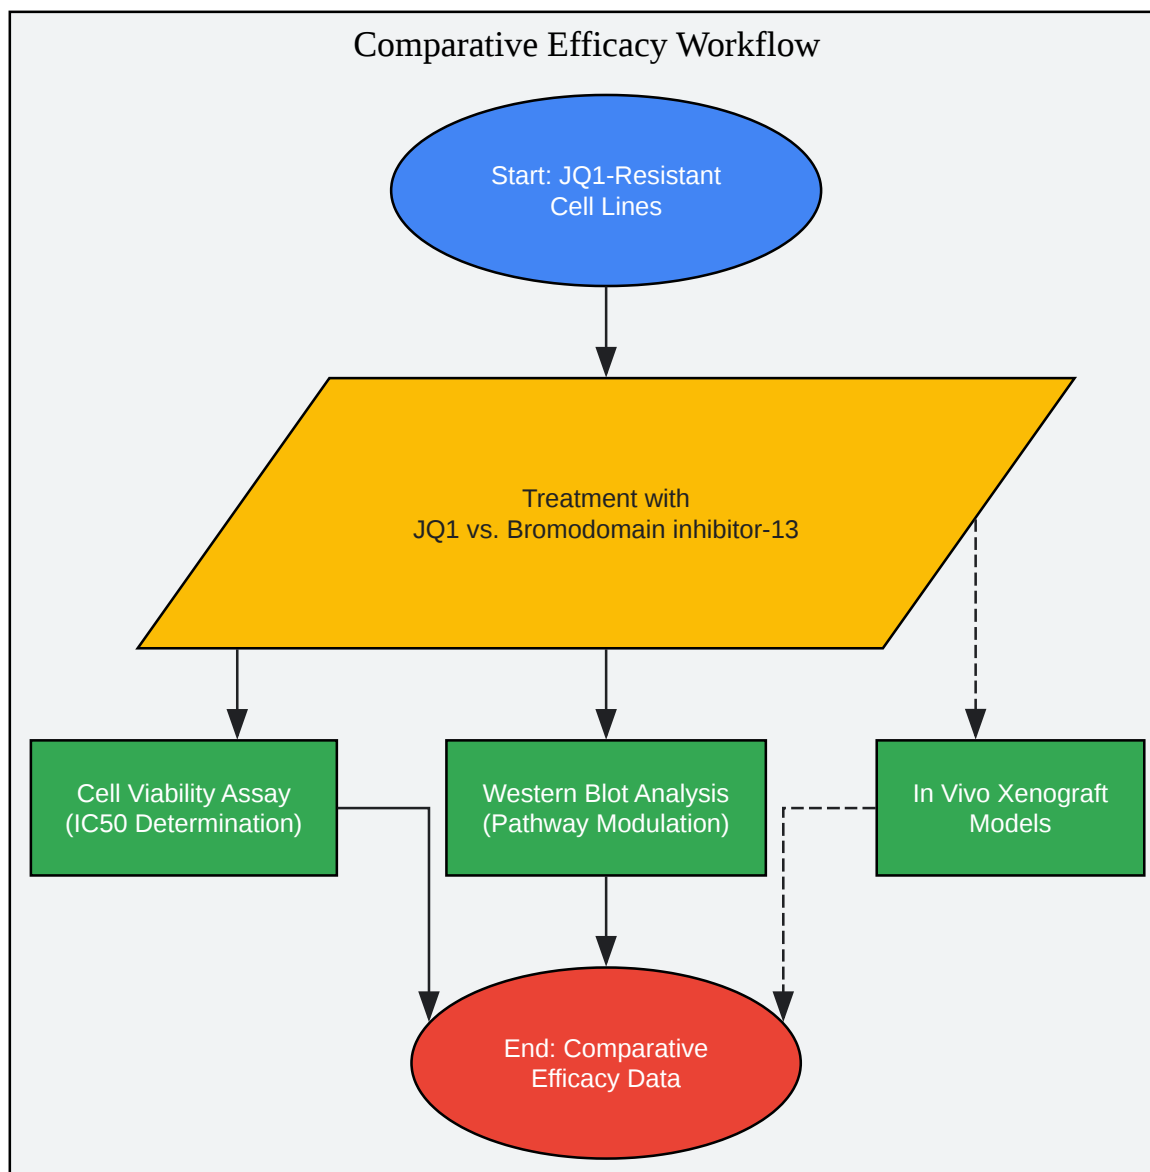 Comparative Efficacy Workflow
Start: JQ1-Resistant
Cell Lines
Treatment with
JQ1 vs. Bromodomain inhibitor-13
Cell Viability Assay
(IC50 Determination)
Western Blot Analysis
(Pathway Modulation)
In Vivo Xenograft
Models
End: Comparative
Efficacy Data